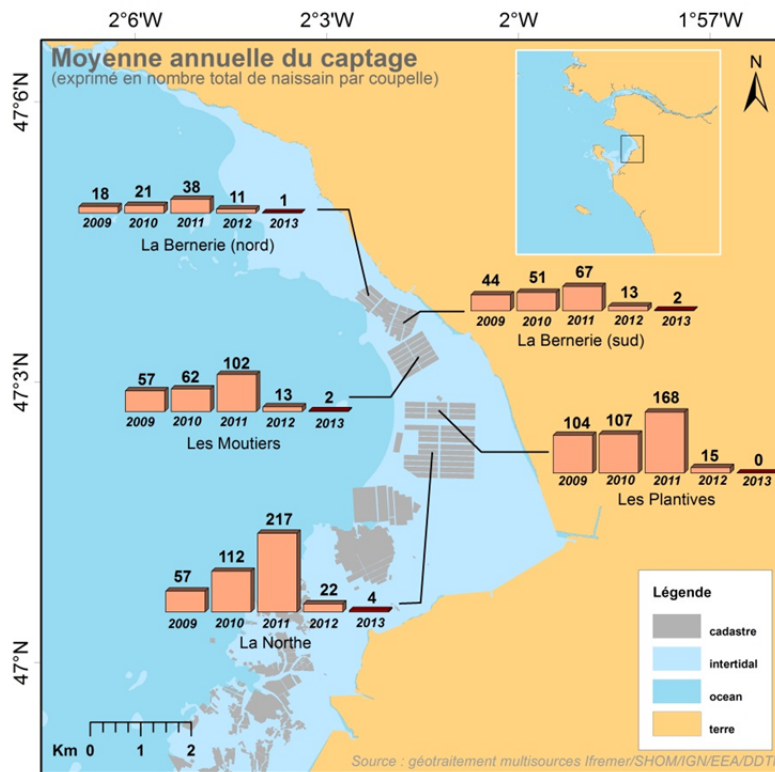 2°6'W 2°3'W 2°W 1°57'W
Moyenne annuelle du captage
(exprimé en nombre total de naissain par coupelle)
N
47°6'N
18 21 38 11 1
2009 2010 2011 2012 2013
La Bernerie (nord)
44 51 67 13 2
2009 2010 2011 2012 2013
La Bernerie (sud)
47°3'N
57 62 102 13 2
2009 2010 2011 2012 2013
Les Moutiers
104 107 168 15 0
2009 2010 2011 2012 2013
Les Plantives
57 112 217 22 4
2009 2010 2011 2012 2013
La Northe
47°N
Légende
cadastre
intertidal
ocean
terre
Km 0 1 2
Source : géotraitement multisources Ifremer/SHOM/IGN/EEA/DDT